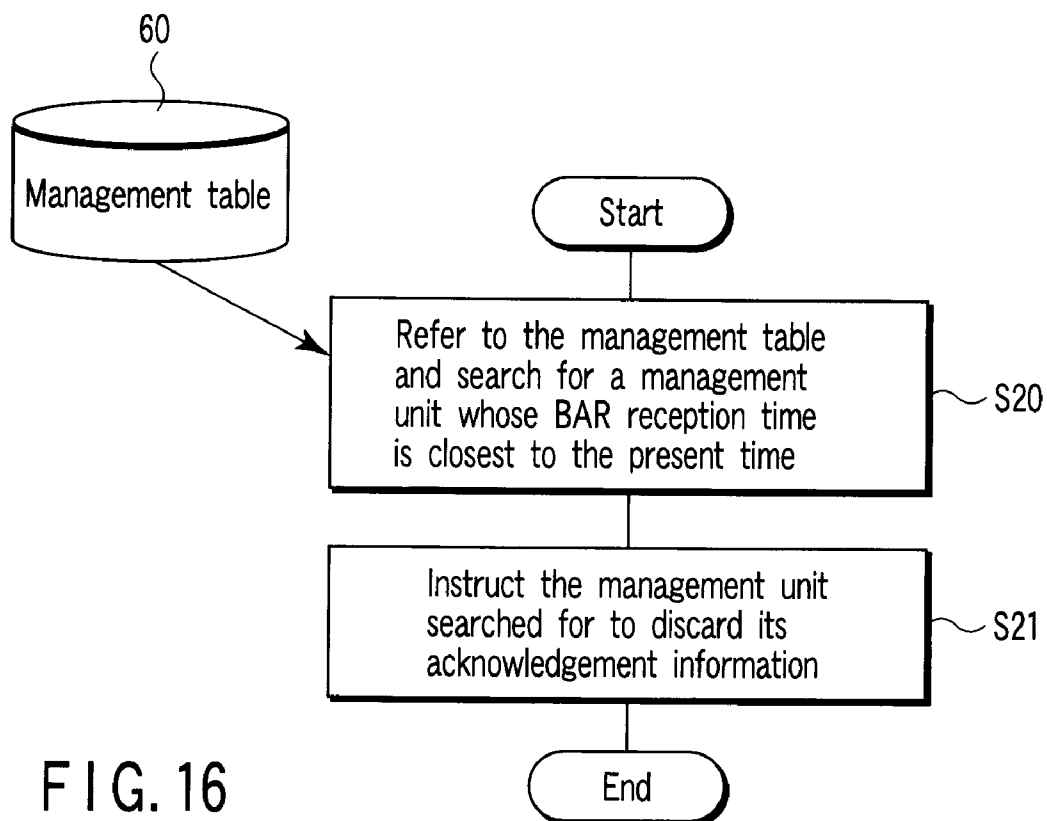 60
Management table
Start
Refer to the management table
and search for a management
unit whose BAR reception time
is closest to the present time
S20
Instruct the management unit
searched for to discard its
acknowledgement information
S21
End
FIG. 16